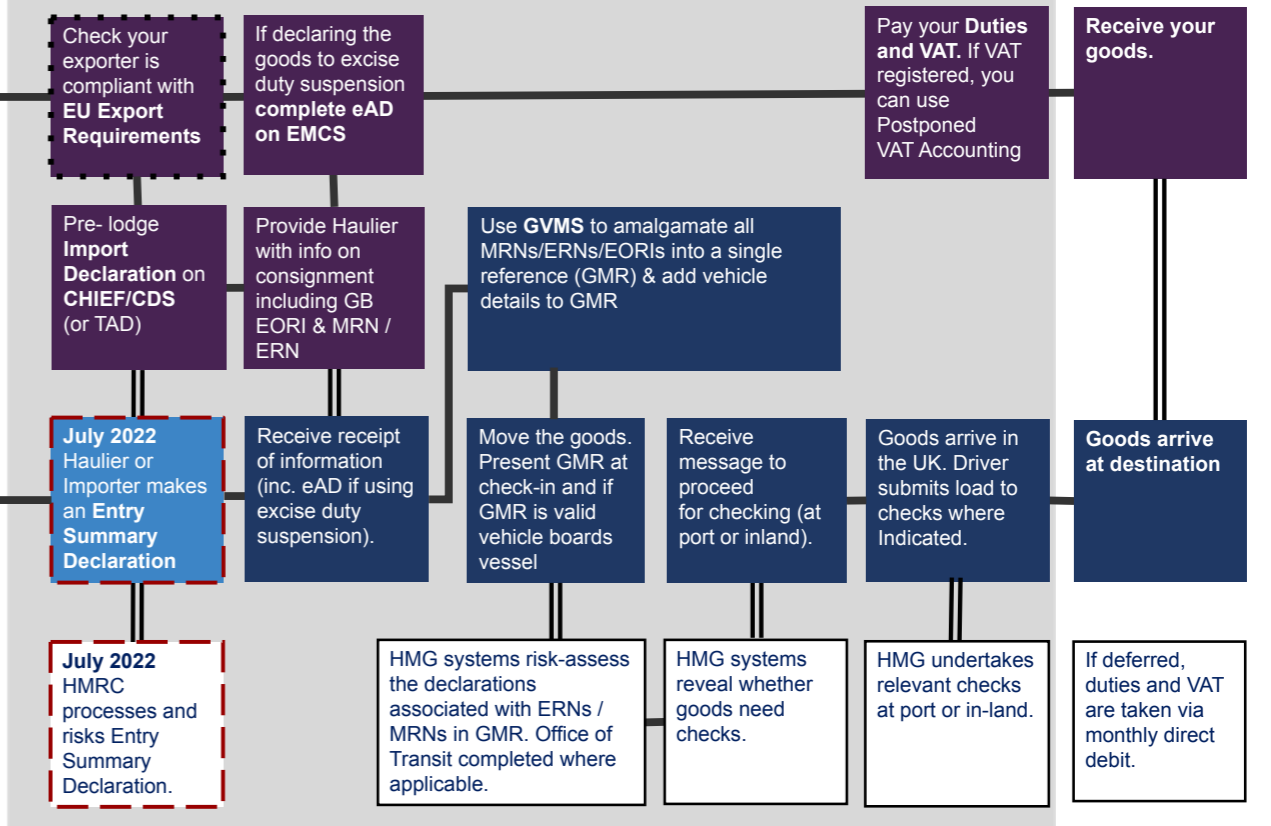 Check your
exporter is
compliant with
EU Export
Requirements
If declaring the
goods to excise
duty suspension
complete eAD
on EMCS
Pay your Duties
and VAT. If VAT
registered, you
can use
Postponed
VAT Accounting
Receive your
goods.
Pre- lodge
Import
Declaration on
CHIEF/CDS
(or TAD)
Provide Haulier
with info on
consignment
including GB
EORI & MRN /
ERN
Use GVMS to amalgamate all
MRNs/ERNs/EORIs into a single
reference (GMR) & add vehicle
details to GMR
July 2022
Haulier or
Importer makes
an Entry
Summary
Declaration
Receive receipt
of information
(inc. eAD if using
excise duty
suspension).
Move the goods.
Present GMR at
check-in and if
GMR is valid
vehicle boards
vessel
Receive
message to
proceed
for checking (at
port or inland).
Goods arrive in
the UK. Driver
submits load to
checks where
Indicated.
Goods arrive
at destination
July 2022
HMRC
processes and
risks Entry
Summary
Declaration.
HMG systems risk-assess
the declarations
associated with ERNs /
MRNs in GMR. Office of
Transit completed where
applicable.
HMG systems
reveal whether
goods need
checks.
HMG undertakes
relevant checks
at port or in-land.
If deferred,
duties and VAT
are taken via
monthly direct
debit.